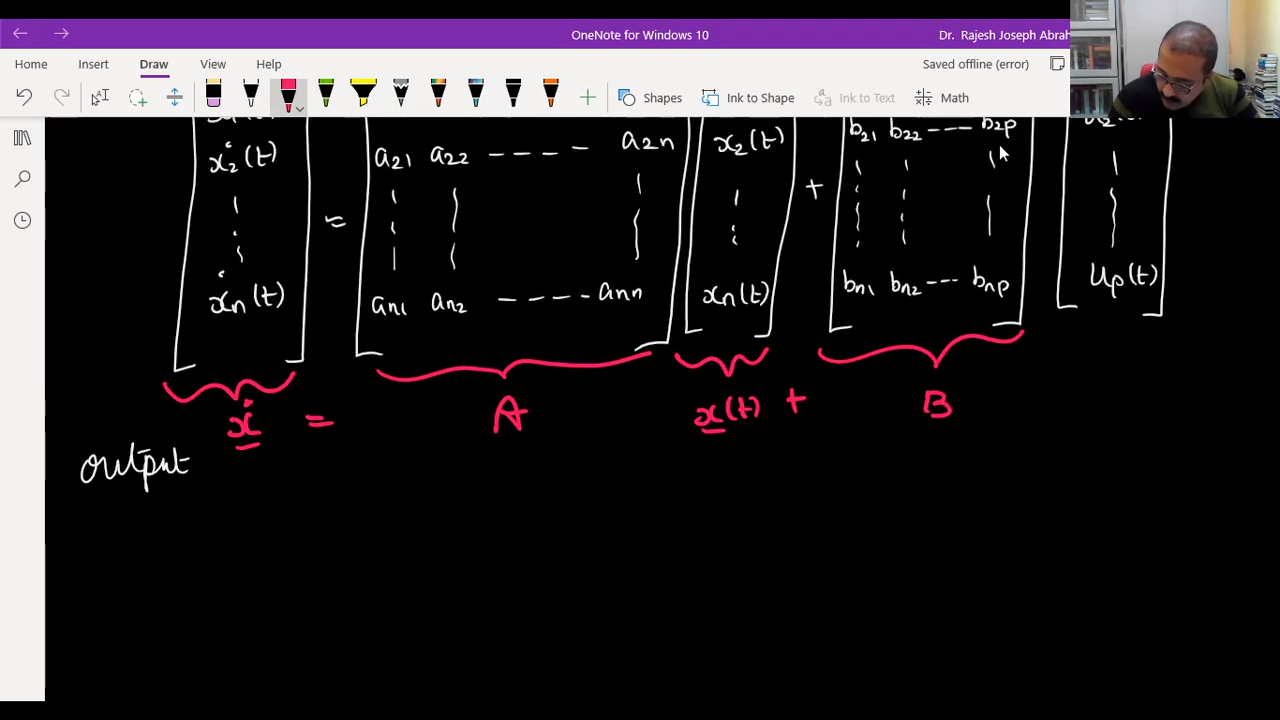 OneNote for Windows 10
Dr. Rajesh Joseph Abrah
Home Insert Draw View Help
Saved offline (error)
Shapes Ink to Shape Ink to Text Math
ẋ2(t) = a21 a22 ---- a2n x2(t) + b21 b22 --- b2p
ẋn(t) an1 an2 ---- ann xn(t) bn1 bn2 --- bnp Up(t)
ẋ = A x(t) + B
output